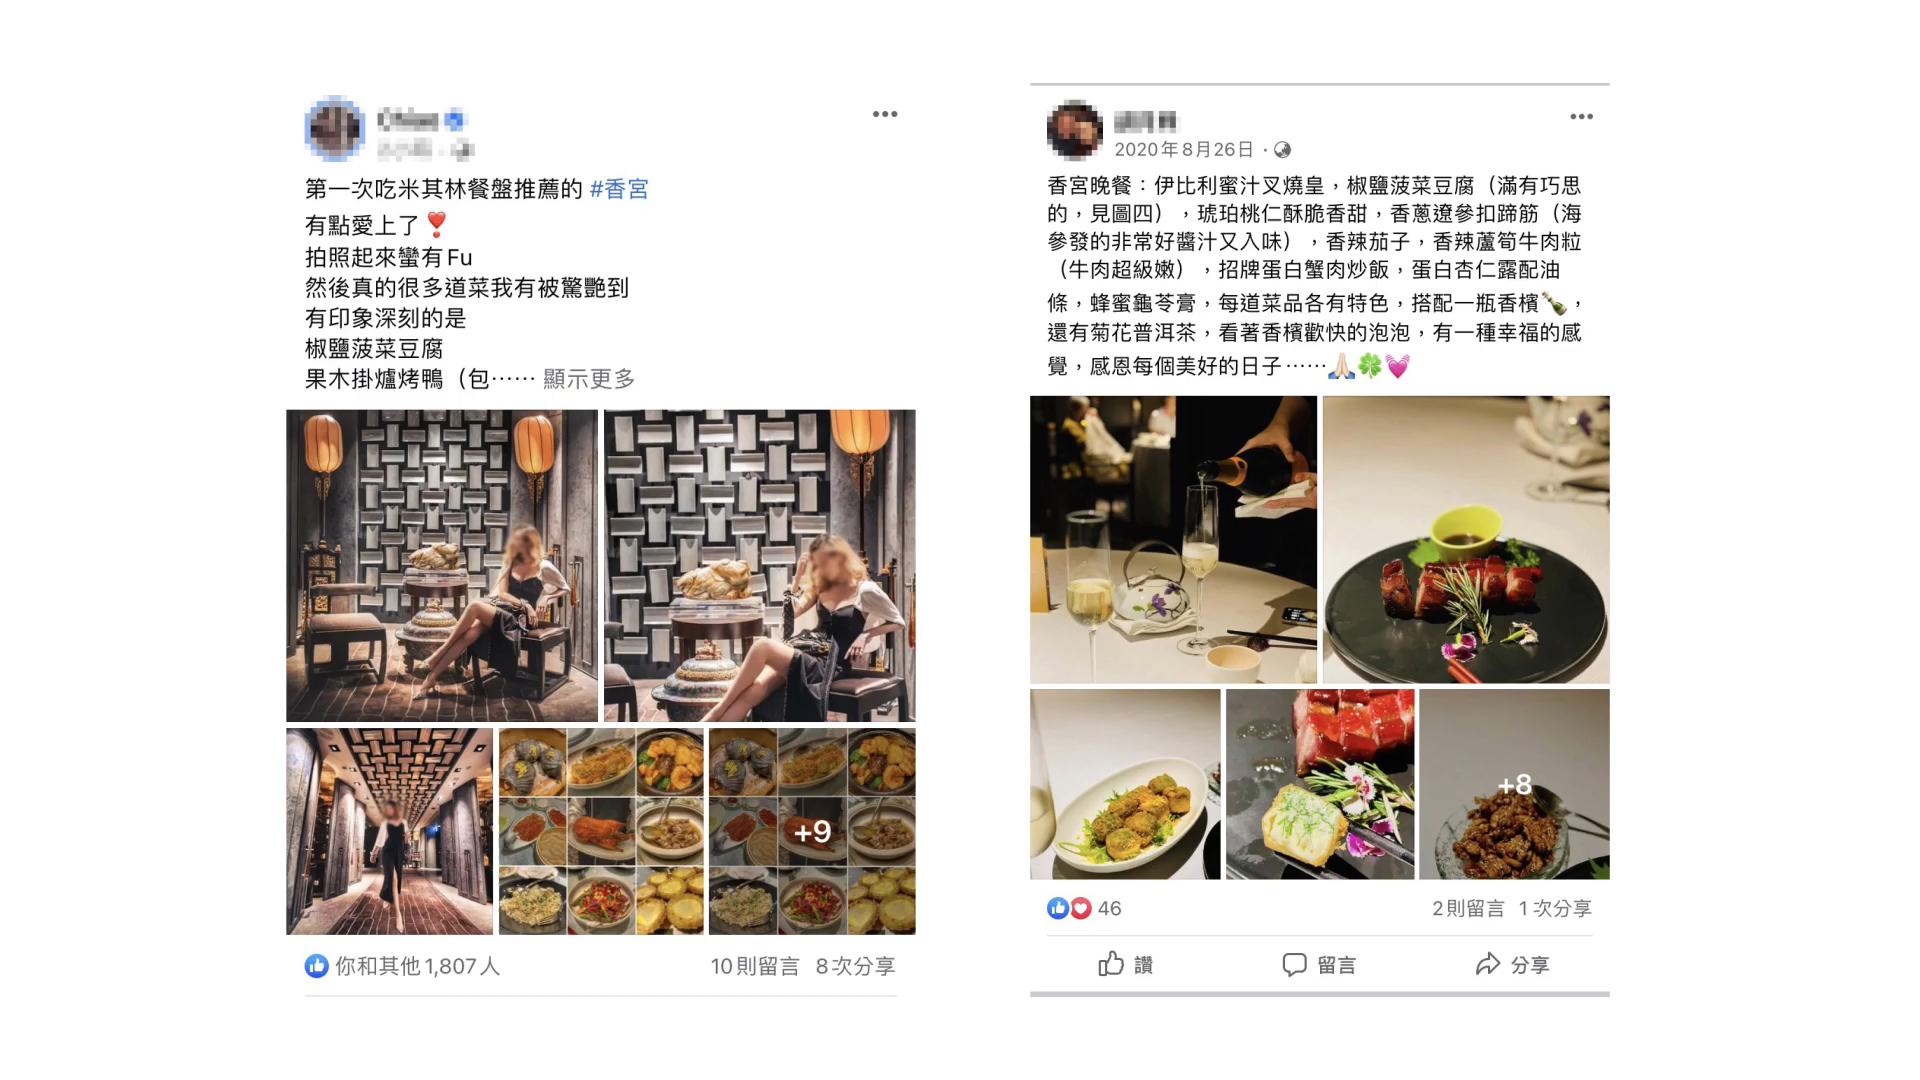 第一次吃米其林餐盤推薦的 #香宮
有點愛上了❣️
拍照起來蠻有Fu
然後真的很多道菜我有被驚艷到
有印象深刻的是
椒鹽菠菜豆腐
果木掛爐烤鴨（包⋯⋯ 顯示更多
+9
你和其他1,807人
10則留言 8次分享
2020年8月26日 ·
香宮晚餐：伊比利蜜汁叉燒皇，椒鹽菠菜豆腐（滿有巧思
的，見圖四），琥珀桃仁酥脆香甜，香蔥遼參扣蹄筋（海
參發的非常好醬汁又入味），香辣茄子，香辣蘆筍牛肉粒
（牛肉超級嫩），招牌蛋白蟹肉炒飯，蛋白杏仁露配油
條，蜂蜜龜苓膏，每道菜品各有特色，搭配一瓶香檳🍾，
還有菊花普洱茶，看著香檳歡快的泡泡，有一種幸福的感
覺，感恩每個美好的日子⋯⋯🙏🏻🍀💓
+8
46
2則留言 1次分享
讚
留言
分享